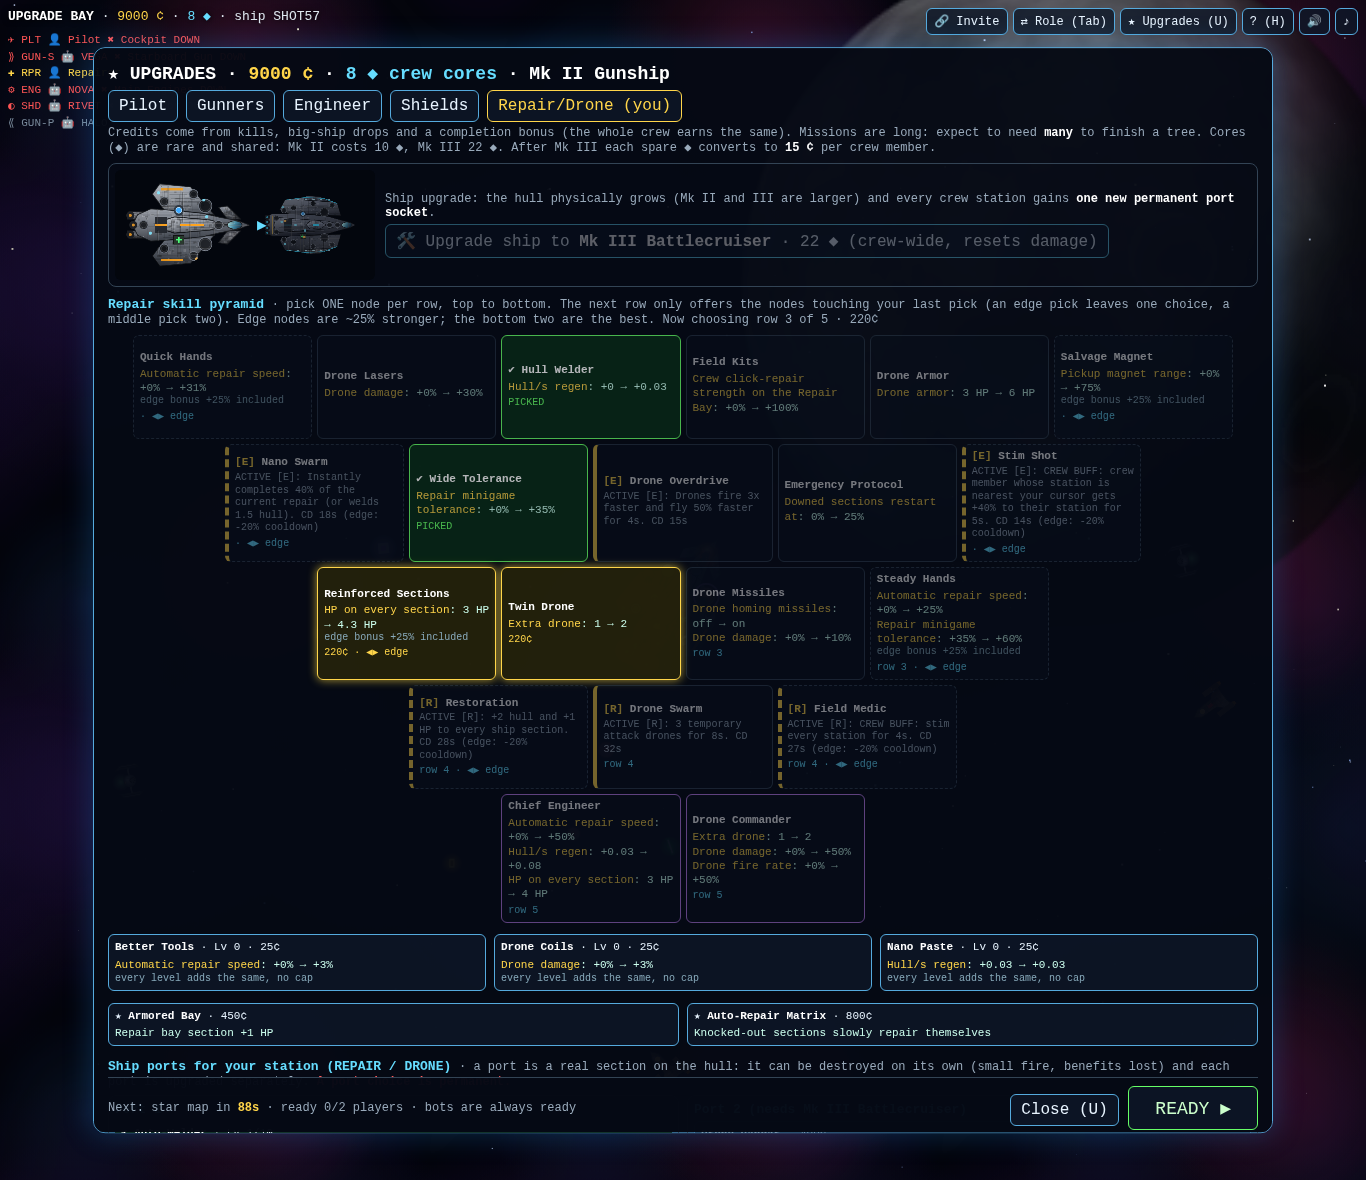 UPGRADE BAY · 9000 ¢ · 8 ◆ · ship SHOT57
🔗 Invite
⇄ Role (Tab)
★ Upgrades (U)
? (H)
✈ PLT 👤 Pilot ✖ Cockpit DOWN
⟫ GUN-S 🤖 VE
✚ RPR 👤 Repa
⚙ ENG 🤖 NOVA
◐ SHD 🤖 RIVE
⟪ GUN-P 🤖 HA
★ UPGRADES · 9000 ¢ · 8 ◆ crew cores · Mk II Gunship
Pilot
Gunners
Engineer
Shields
Repair/Drone (you)
Credits come from kills, big-ship drops and a completion bonus (the whole crew earns the same). Missions are long: expect to need many to finish a tree. Cores
(◆) are rare and shared: Mk II costs 10 ◆, Mk III 22 ◆. After Mk III each spare ◆ converts to 15 ¢ per crew member.
Ship upgrade: the hull physically grows (Mk II and III are larger) and every crew station gains one new permanent port
socket.
🛠 Upgrade ship to Mk III Battlecruiser · 22 ◆ (crew-wide, resets damage)
Repair skill pyramid · pick ONE node per row, top to bottom. The next row only offers the nodes touching your last pick (an edge pick leaves one choice, a
middle pick two). Edge nodes are ~25% stronger; the bottom two are the best. Now choosing row 3 of 5 · 220¢
Quick Hands
Automatic repair speed:
+0% → +31%
edge bonus +25% included
· ◀▶ edge
Drone Lasers
Drone damage: +0% → +30%
✔ Hull Welder
Hull/s regen: +0 → +0.03
PICKED
Field Kits
Crew click-repair
strength on the Repair
Bay: +0% → +100%
Drone Armor
Drone armor: 3 HP → 6 HP
Salvage Magnet
Pickup magnet range: +0%
→ +75%
edge bonus +25% included
· ◀▶ edge
[E] Nano Swarm
ACTIVE [E]: Instantly
completes 40% of the
current repair (or welds
1.5 hull). CD 18s (edge:
-20% cooldown)
· ◀▶ edge
✔ Wide Tolerance
Repair minigame
tolerance: +0% → +35%
PICKED
[E] Drone Overdrive
ACTIVE [E]: Drones fire 3x
faster and fly 50% faster
for 4s. CD 15s
Emergency Protocol
Downed sections restart
at: 0% → 25%
[E] Stim Shot
ACTIVE [E]: CREW BUFF: crew
member whose station is
nearest your cursor gets
+40% to their station for
5s. CD 14s (edge: -20%
cooldown)
· ◀▶ edge
Reinforced Sections
HP on every section: 3 HP
→ 4.3 HP
edge bonus +25% included
220¢ · ◀▶ edge
Twin Drone
Extra drone: 1 → 2
220¢
Drone Missiles
Drone homing missiles:
off → on
Drone damage: +0% → +10%
row 3
Steady Hands
Automatic repair speed:
+0% → +25%
Repair minigame
tolerance: +35% → +60%
edge bonus +25% included
row 3 · ◀▶ edge
[R] Restoration
ACTIVE [R]: +2 hull and +1
HP to every ship section.
CD 28s (edge: -20%
cooldown)
row 4 · ◀▶ edge
[R] Drone Swarm
ACTIVE [R]: 3 temporary
attack drones for 8s. CD
32s
row 4
[R] Field Medic
ACTIVE [R]: CREW BUFF: stim
every station for 4s. CD
27s (edge: -20% cooldown)
row 4 · ◀▶ edge
Chief Engineer
Automatic repair speed:
+0% → +50%
Hull/s regen: +0.03 →
+0.08
HP on every section: 3 HP
→ 4 HP
row 5
Drone Commander
Extra drone: 1 → 2
Drone damage: +0% → +50%
Drone fire rate: +0% →
+50%
row 5
Better Tools · Lv 0 · 25¢
Automatic repair speed: +0% → +3%
every level adds the same, no cap
Drone Coils · Lv 0 · 25¢
Drone damage: +0% → +3%
every level adds the same, no cap
Nano Paste · Lv 0 · 25¢
Hull/s regen: +0.03 → +0.03
every level adds the same, no cap
★ Armored Bay · 450¢
Repair bay section +1 HP
★ Auto-Repair Matrix · 800¢
Knocked-out sections slowly repair themselves
Ship ports for your station (REPAIR / DRONE) · a port is a real section on the hull: it can be destroyed on its own (small fire, benefits lost) and each
Next: star map in 88s · ready 0/2 players · bots are always ready
Close (U)
READY ▶